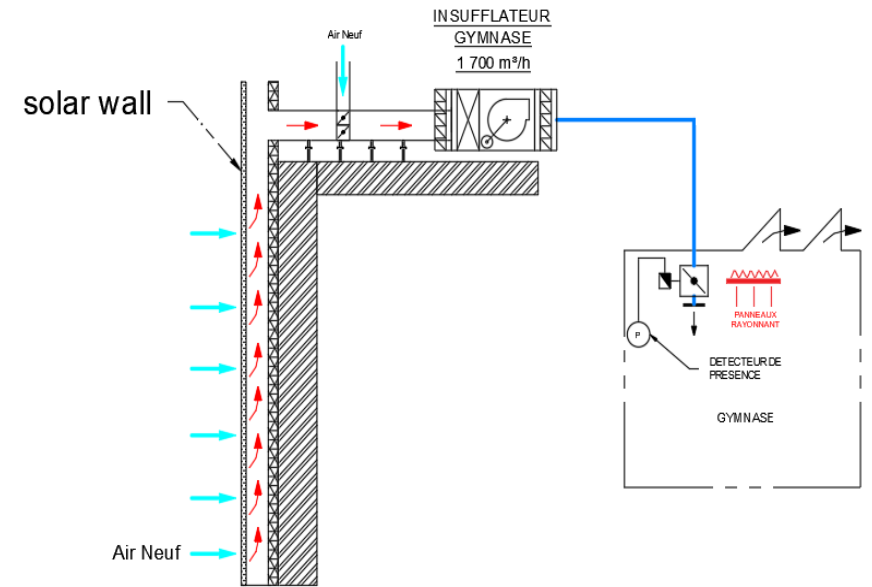 INSUFFLATEUR
GYMNASE
1 700 m³/h
Air Neuf
solar wall
PANNEAUX
RAYONNANT
P
DETECTEUR DE
PRESENCE
GYMNASE
Air Neuf